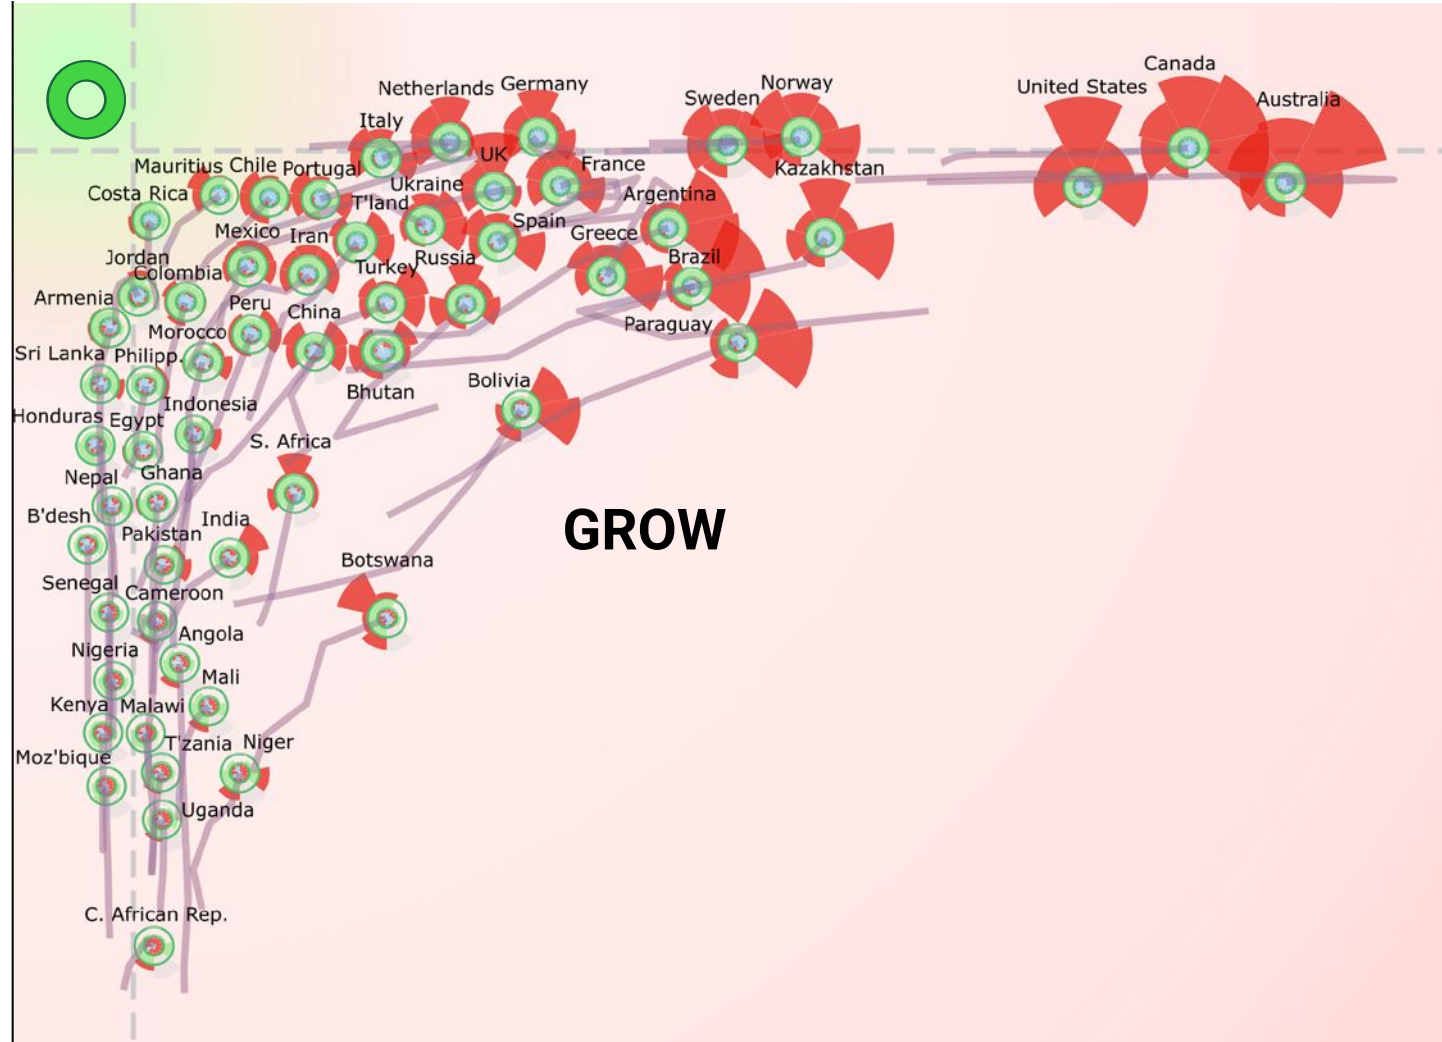 Canada
Norway
Germany
Netherlands
United States
Sweden
Australia
Italy
UK
Mauritius Chile Portugal
France
Kazakhstan
Costa Rica
Ukraine
Argentina
T'land
Spain
Mexico Iran
Greece
Jordan
Russia
Brazil
Colombia
Turkey
Armenia
Peru
China
Paraguay
Morocco
Sri Lanka Philipp.
Bolivia
Bhutan
Indonesia
Honduras Egypt
S. Africa
Nepal Ghana
B'desh
India
GROW
Pakistan
Botswana
Senegal Cameroon
Angola
Nigeria
Mali
Kenya Malawi
T'zania Niger
Moz'bique
Uganda
C. African Rep.